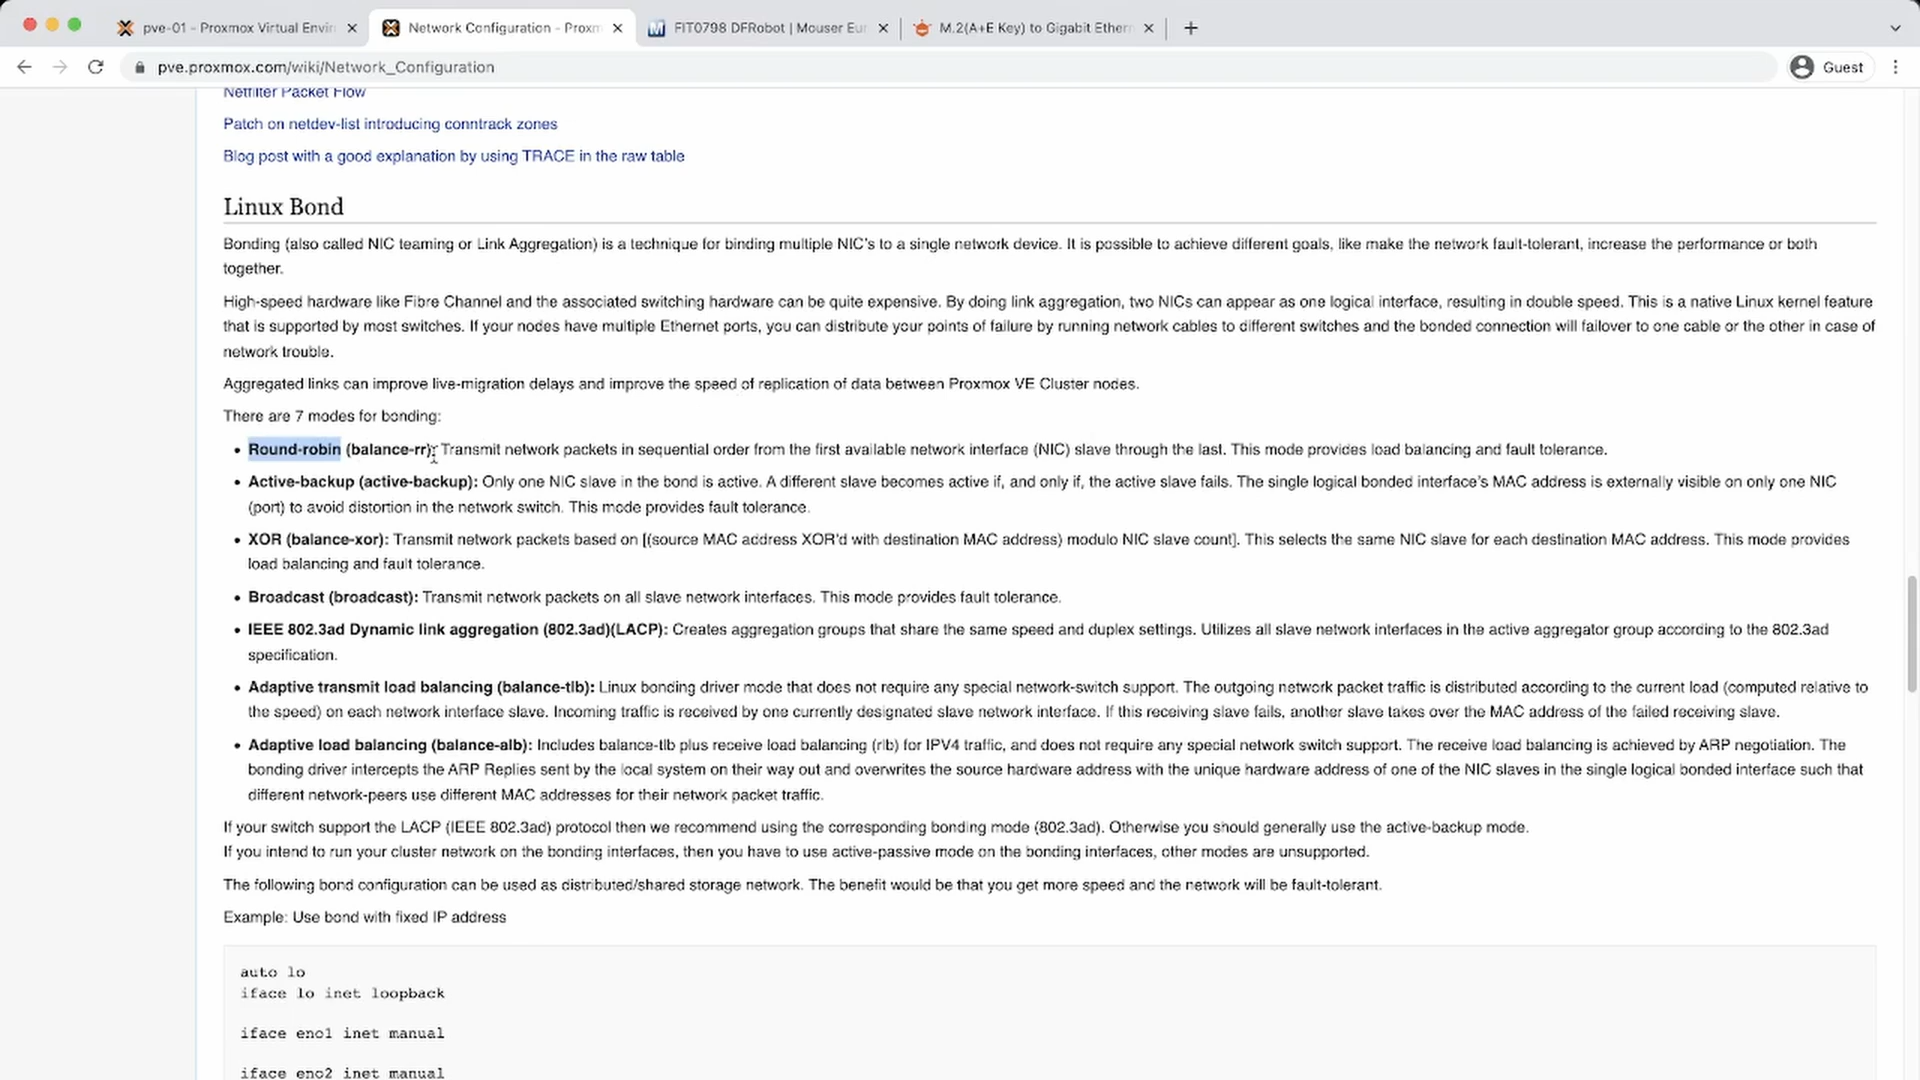 pve-01 - Proxmox Virtual Envir
Network Configuration - Proxm
FIT0798 DFRobot | Mouser Eur
M.2(A+E Key) to Gigabit Ether
pve.proxmox.com/wiki/Network_Configuration
Guest
Netfilter Packet Flow
Patch on netdev-list introducing conntrack zones
Blog post with a good explanation by using TRACE in the raw table
Linux Bond
Bonding (also called NIC teaming or Link Aggregation) is a technique for binding multiple NIC's to a single network device. It is possible to achieve different goals, like make the network fault-tolerant, increase the performance or both
together.
High-speed hardware like Fibre Channel and the associated switching hardware can be quite expensive. By doing link aggregation, two NICs can appear as one logical interface, resulting in double speed. This is a native Linux kernel feature
that is supported by most switches. If your nodes have multiple Ethernet ports, you can distribute your points of failure by running network cables to different switches and the bonded connection will failover to one cable or the other in case of
network trouble.
Aggregated links can improve live-migration delays and improve the speed of replication of data between Proxmox VE Cluster nodes.
There are 7 modes for bonding:
• Round-robin (balance-rr): Transmit network packets in sequential order from the first available network interface (NIC) slave through the last. This mode provides load balancing and fault tolerance.
• Active-backup (active-backup): Only one NIC slave in the bond is active. A different slave becomes active if, and only if, the active slave fails. The single logical bonded interface's MAC address is externally visible on only one NIC
(port) to avoid distortion in the network switch. This mode provides fault tolerance.
• XOR (balance-xor): Transmit network packets based on [(source MAC address XOR'd with destination MAC address) modulo NIC slave count]. This selects the same NIC slave for each destination MAC address. This mode provides
load balancing and fault tolerance.
• Broadcast (broadcast): Transmit network packets on all slave network interfaces. This mode provides fault tolerance.
• IEEE 802.3ad Dynamic link aggregation (802.3ad)(LACP): Creates aggregation groups that share the same speed and duplex settings. Utilizes all slave network interfaces in the active aggregator group according to the 802.3ad
specification.
• Adaptive transmit load balancing (balance-tlb): Linux bonding driver mode that does not require any special network-switch support. The outgoing network packet traffic is distributed according to the current load (computed relative to
the speed) on each network interface slave. Incoming traffic is received by one currently designated slave network interface. If this receiving slave fails, another slave takes over the MAC address of the failed receiving slave.
• Adaptive load balancing (balance-alb): Includes balance-tlb plus receive load balancing (rlb) for IPV4 traffic, and does not require any special network switch support. The receive load balancing is achieved by ARP negotiation. The
bonding driver intercepts the ARP Replies sent by the local system on their way out and overwrites the source hardware address with the unique hardware address of one of the NIC slaves in the single logical bonded interface such that
different network-peers use different MAC addresses for their network packet traffic.
If your switch support the LACP (IEEE 802.3ad) protocol then we recommend using the corresponding bonding mode (802.3ad). Otherwise you should generally use the active-backup mode.
If you intend to run your cluster network on the bonding interfaces, then you have to use active-passive mode on the bonding interfaces, other modes are unsupported.
The following bond configuration can be used as distributed/shared storage network. The benefit would be that you get more speed and the network will be fault-tolerant.
Example: Use bond with fixed IP address
auto lo
iface lo inet loopback
iface eno1 inet manual
iface eno2 inet manual